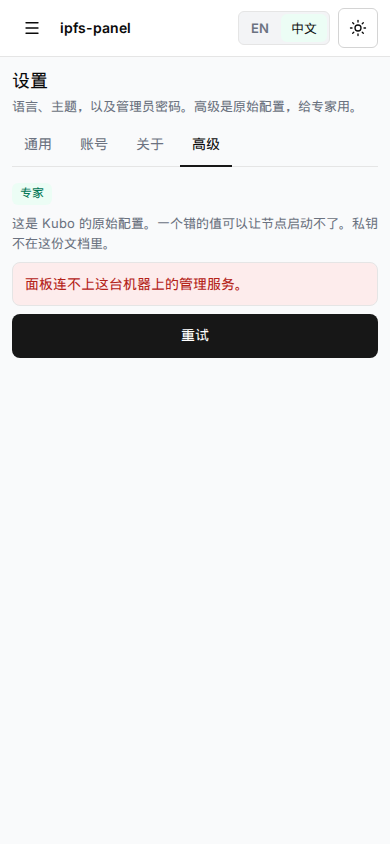 ipfs-panel
EN
中文
设置
语言、主题，以及管理员密码。高级是原始配置，给专家用。
通用
账号
关于
高级
专家
这是 Kubo 的原始配置。一个错的值可以让节点启动不了。私钥
不在这份文档里。
面板连不上这台机器上的管理服务。
重试